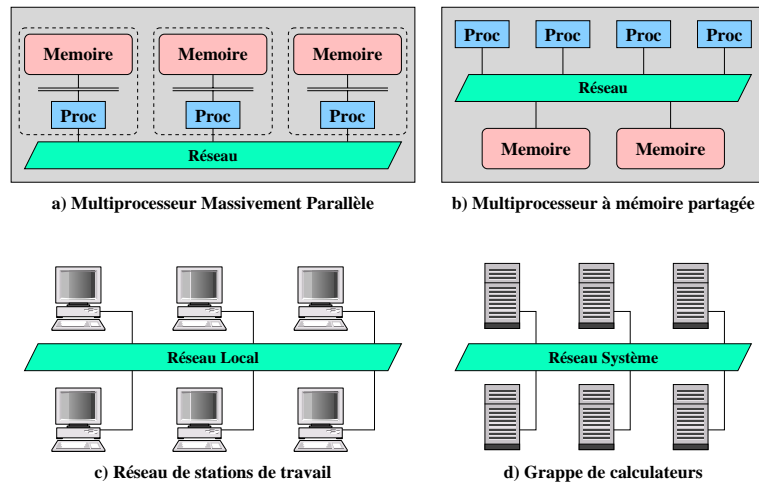 Memoire Memoire Memoire
Proc Proc Proc
Réseau
a) Multiprocesseur Massivement Parallèle
Proc Proc Proc Proc
Réseau
Memoire Memoire
b) Multiprocesseur à mémoire partagée
Réseau Local
c) Réseau de stations de travail
Réseau Système
d) Grappe de calculateurs